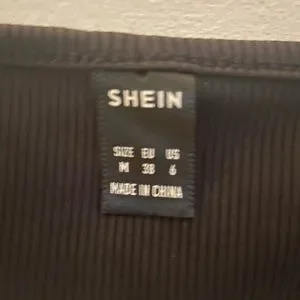 SHEIN
SIZE EU US
M 38 6
MADE IN CHINA